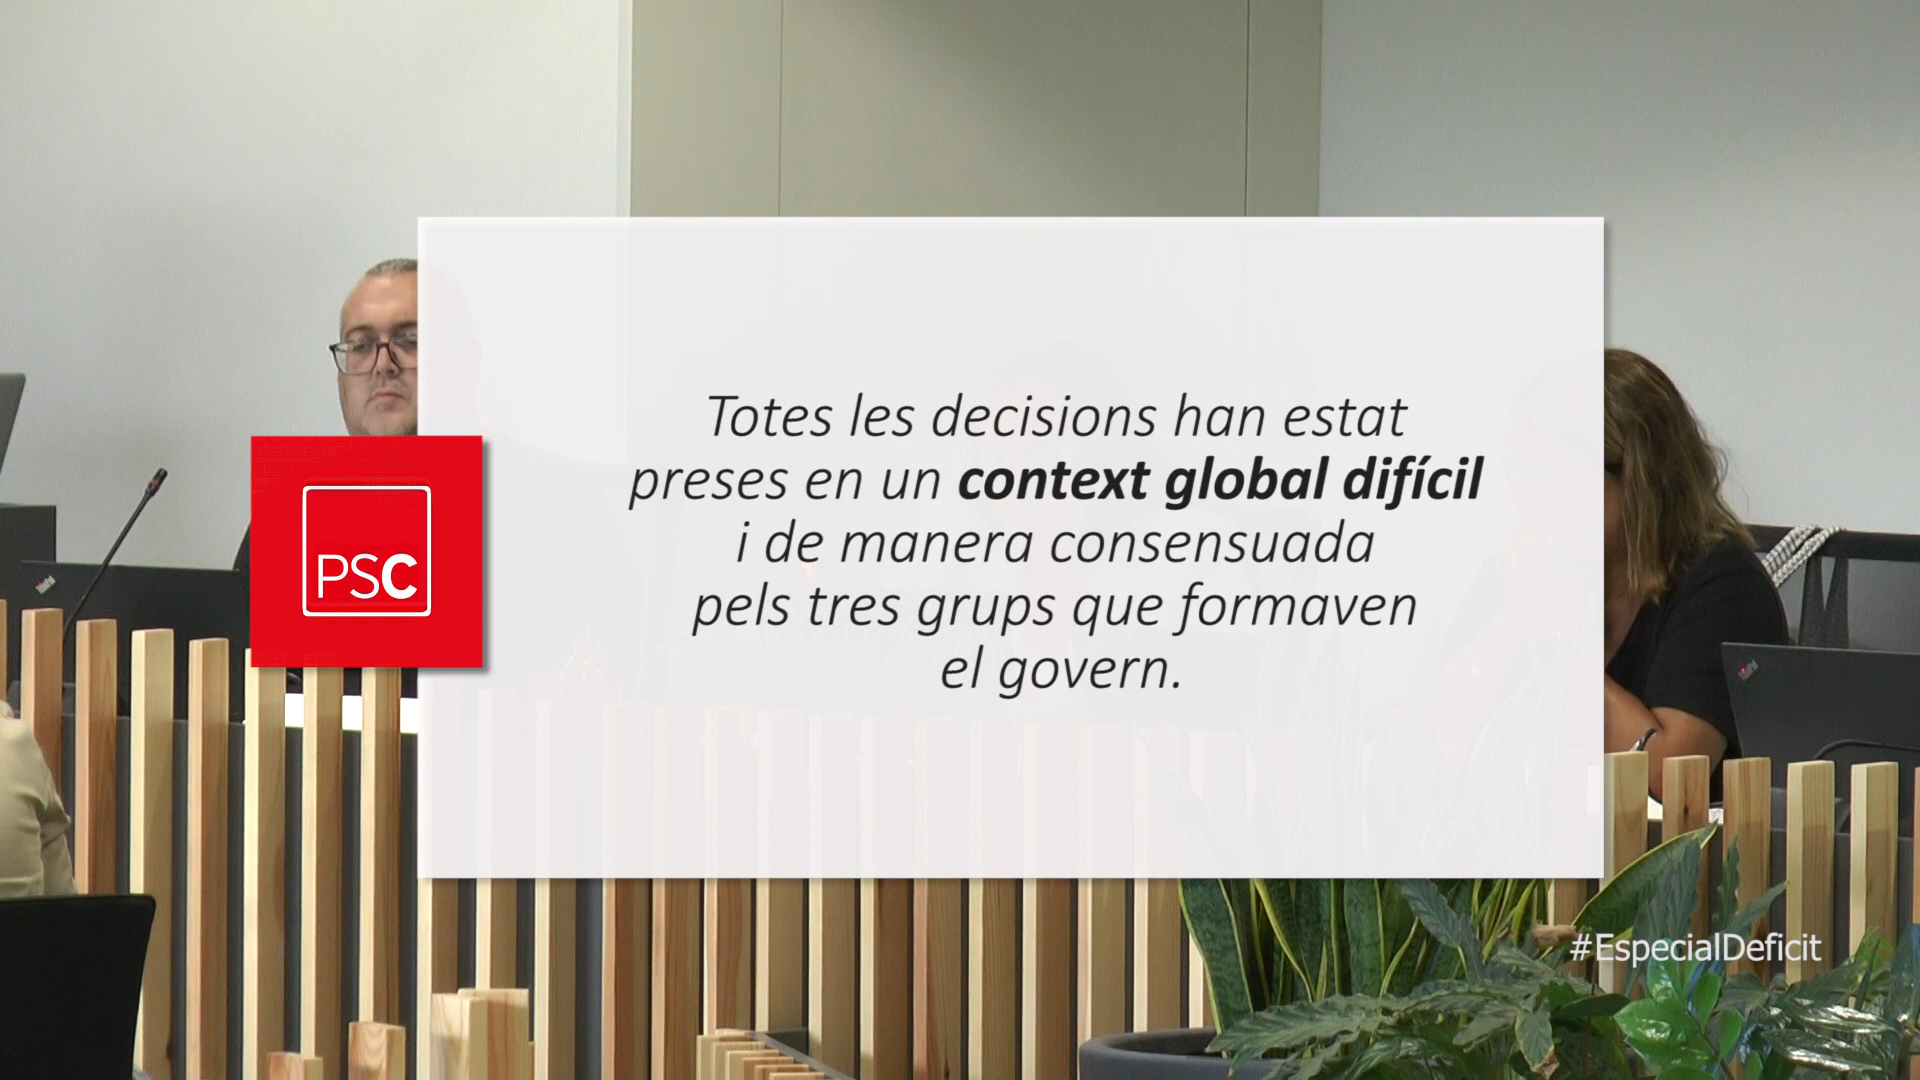 Totes les decisions han estat
preses en un context global difícil
i de manera consensuada
pels tres grups que formaven
el govern.
PSC
#EspecialDeficit